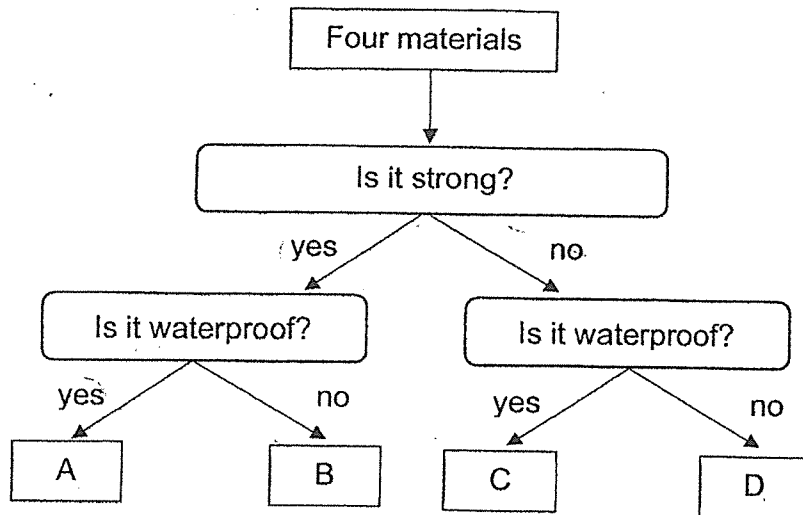 Four materials
Is it strong?
yes
no
Is it waterproof?
Is it waterproof?
yes
no
yes
no
A
B
C
D